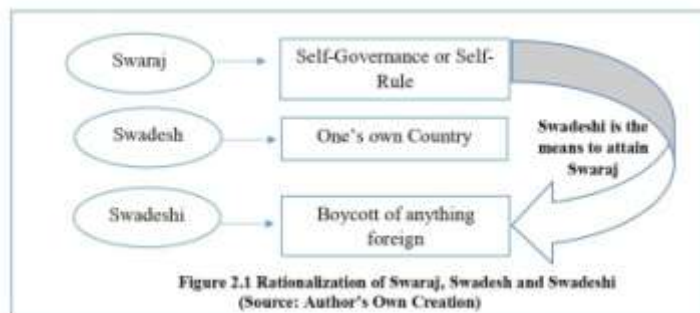 Swaraj
Self-Governance or Self-
Rule
Swadesh
One's own Country
Swadeshi is the
means to attain
Swaraj
Swadeshi
Boycott of anything
foreign
Figure 2.1 Rationalization of Swaraj, Swadesh and Swadeshi
(Source: Author's Own Creation)